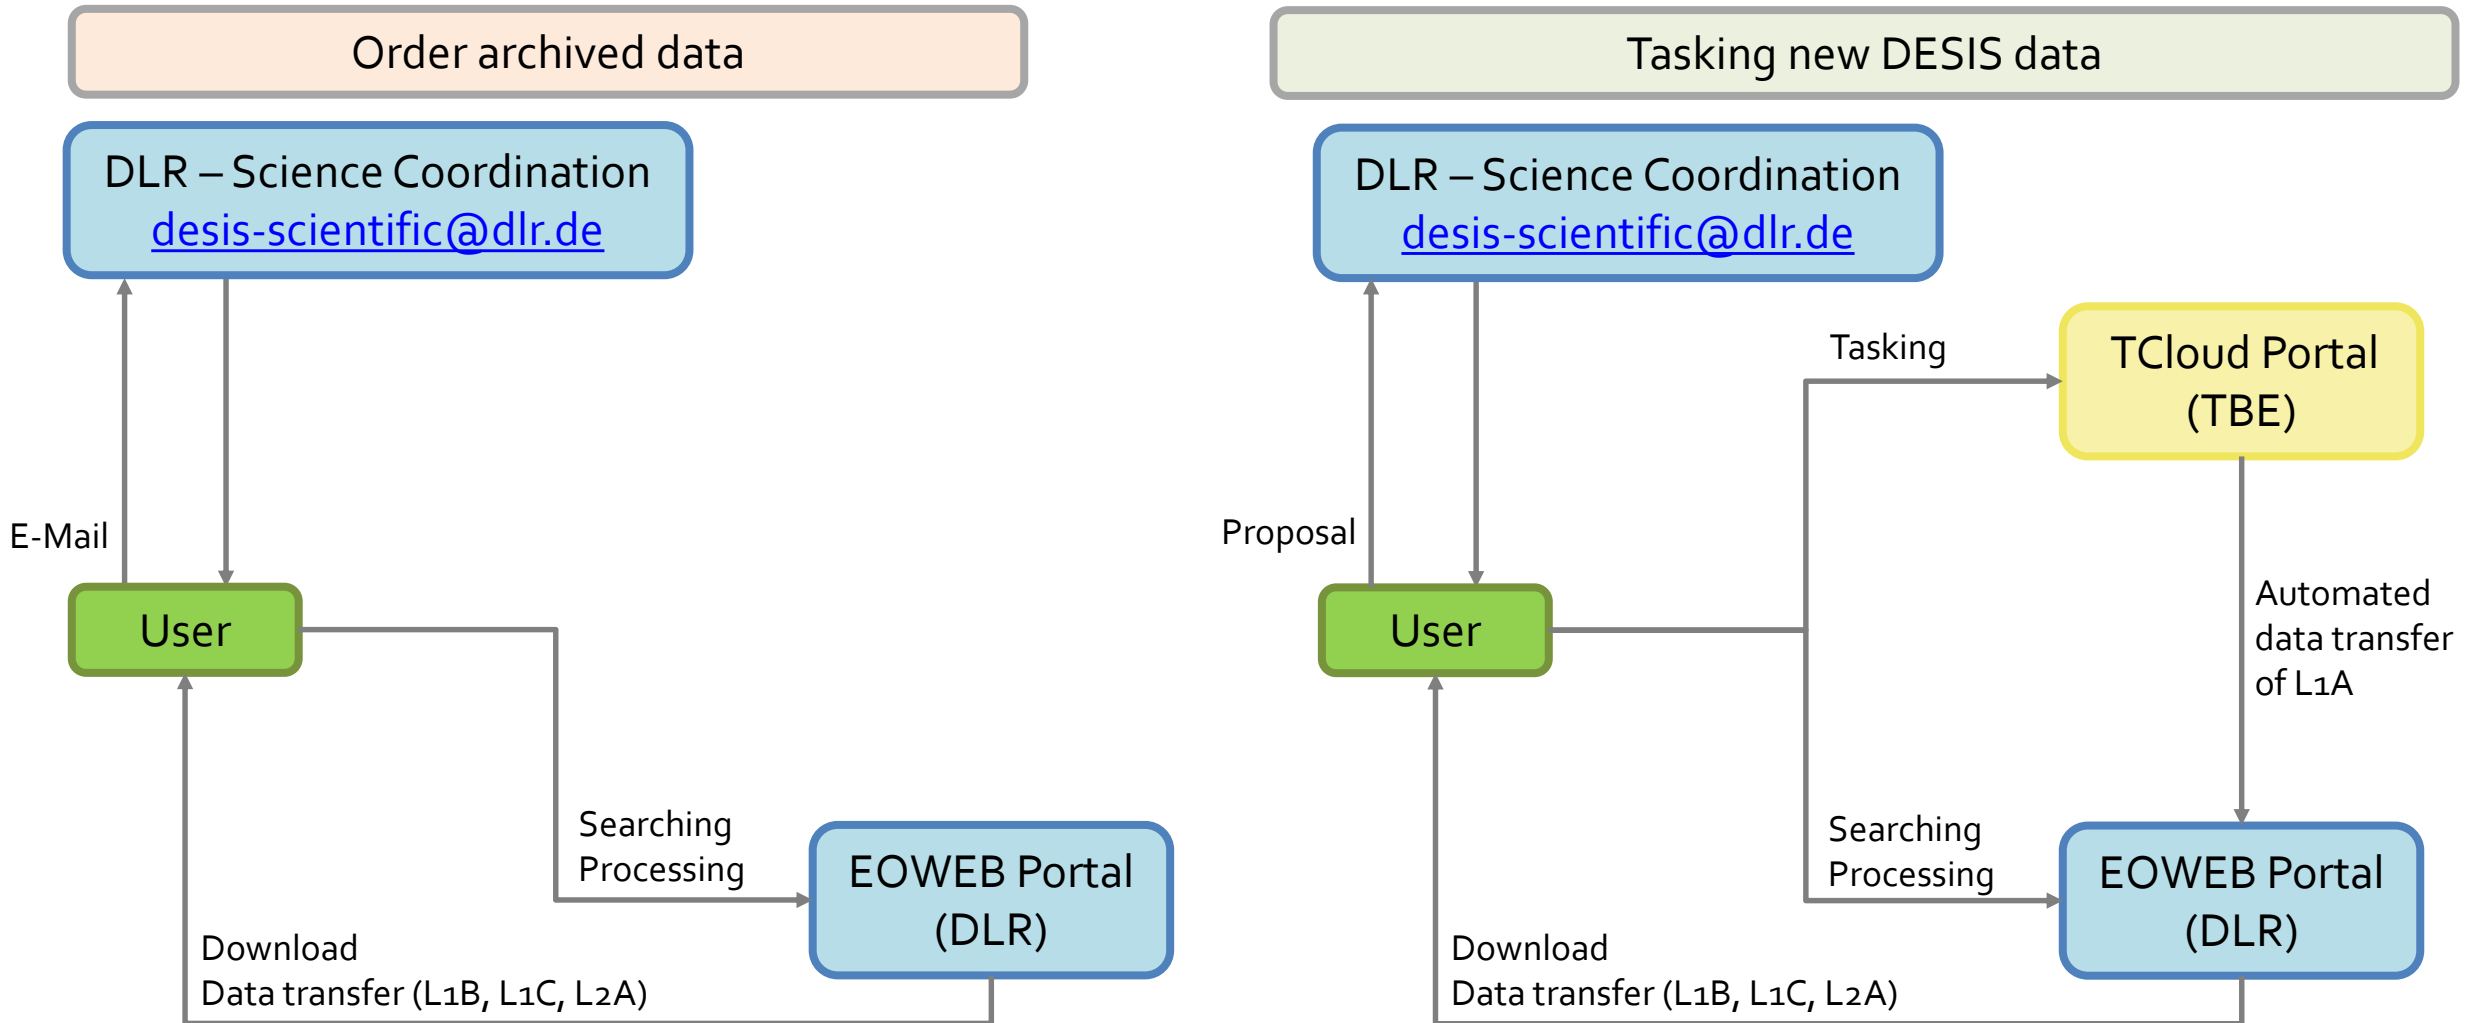 Order archived data
DLR – Science Coordination
desis-scientific@dlr.de
E-Mail
User
Searching
Processing
EOWEB Portal
(DLR)
Download
Data transfer (L1B, L1C, L2A)
Tasking new DESIS data
DLR – Science Coordination
desis-scientific@dlr.de
Tasking
TCloud Portal
(TBE)
Proposal
User
Automated
data transfer
of L1A
Searching
Processing
EOWEB Portal
(DLR)
Download
Data transfer (L1B, L1C, L2A)